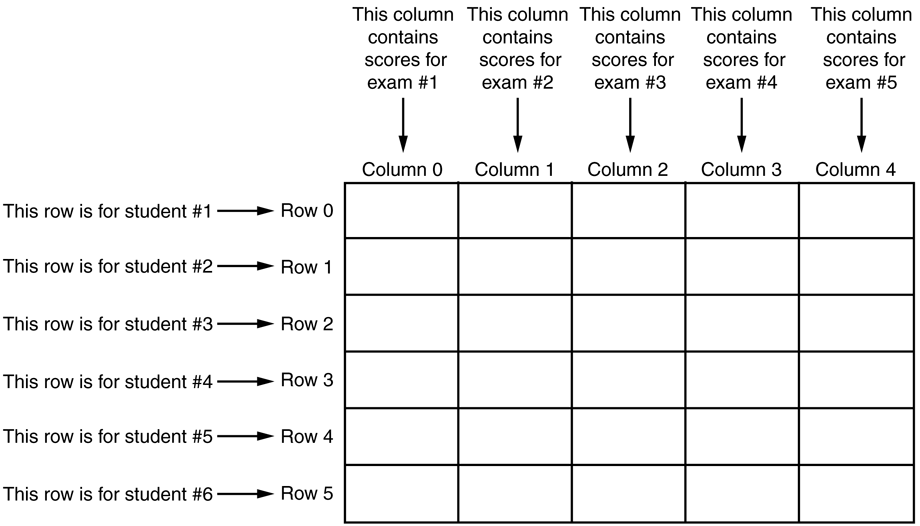 This column contains scores for exam #1
This column contains scores for exam #2
This column contains scores for exam #3
This column contains scores for exam #4
This column contains scores for exam #5
Column 0 Column 1 Column 2 Column 3 Column 4
This row is for student #1 Row 0
This row is for student #2 Row 1
This row is for student #3 Row 2
This row is for student #4 Row 3
This row is for student #5 Row 4
This row is for student #6 Row 5